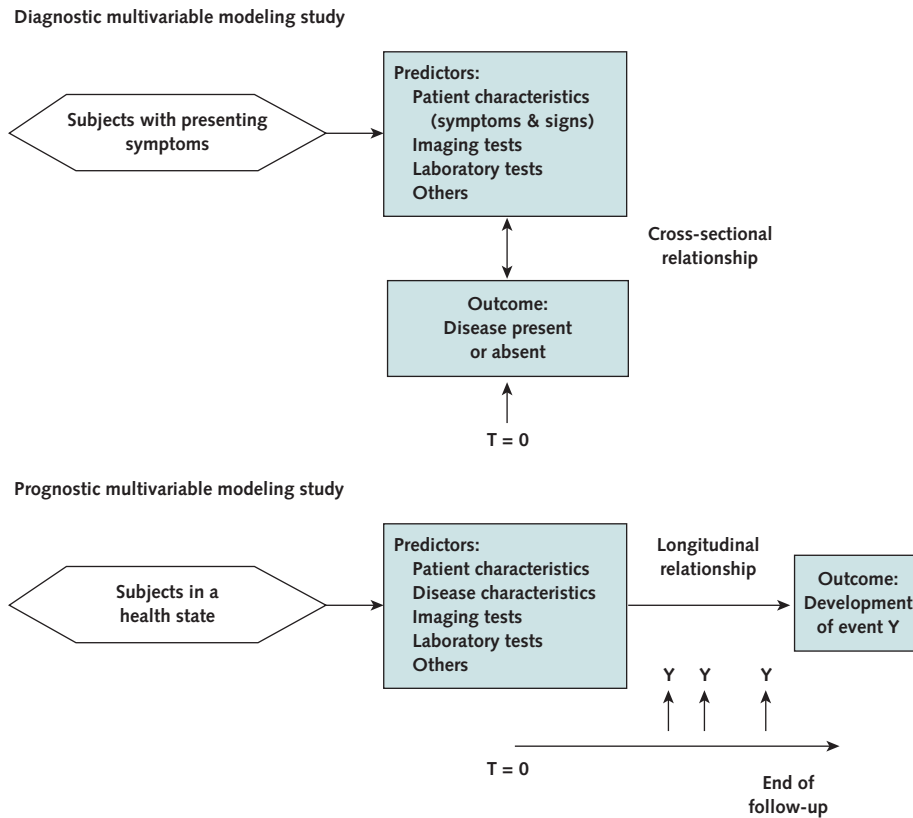 Diagnostic multivariable modeling study
Subjects with presenting
symptoms
Predictors:
Patient characteristics
(symptoms & signs)
Imaging tests
Laboratory tests
Others
Cross-sectional
relationship
Outcome:
Disease present
or absent
T = 0
Prognostic multivariable modeling study
Subjects in a
health state
Predictors:
Patient characteristics
Disease characteristics
Imaging tests
Laboratory tests
Others
Longitudinal
relationship
Outcome:
Development
of event Y
Y Y Y
T = 0
End of
follow-up